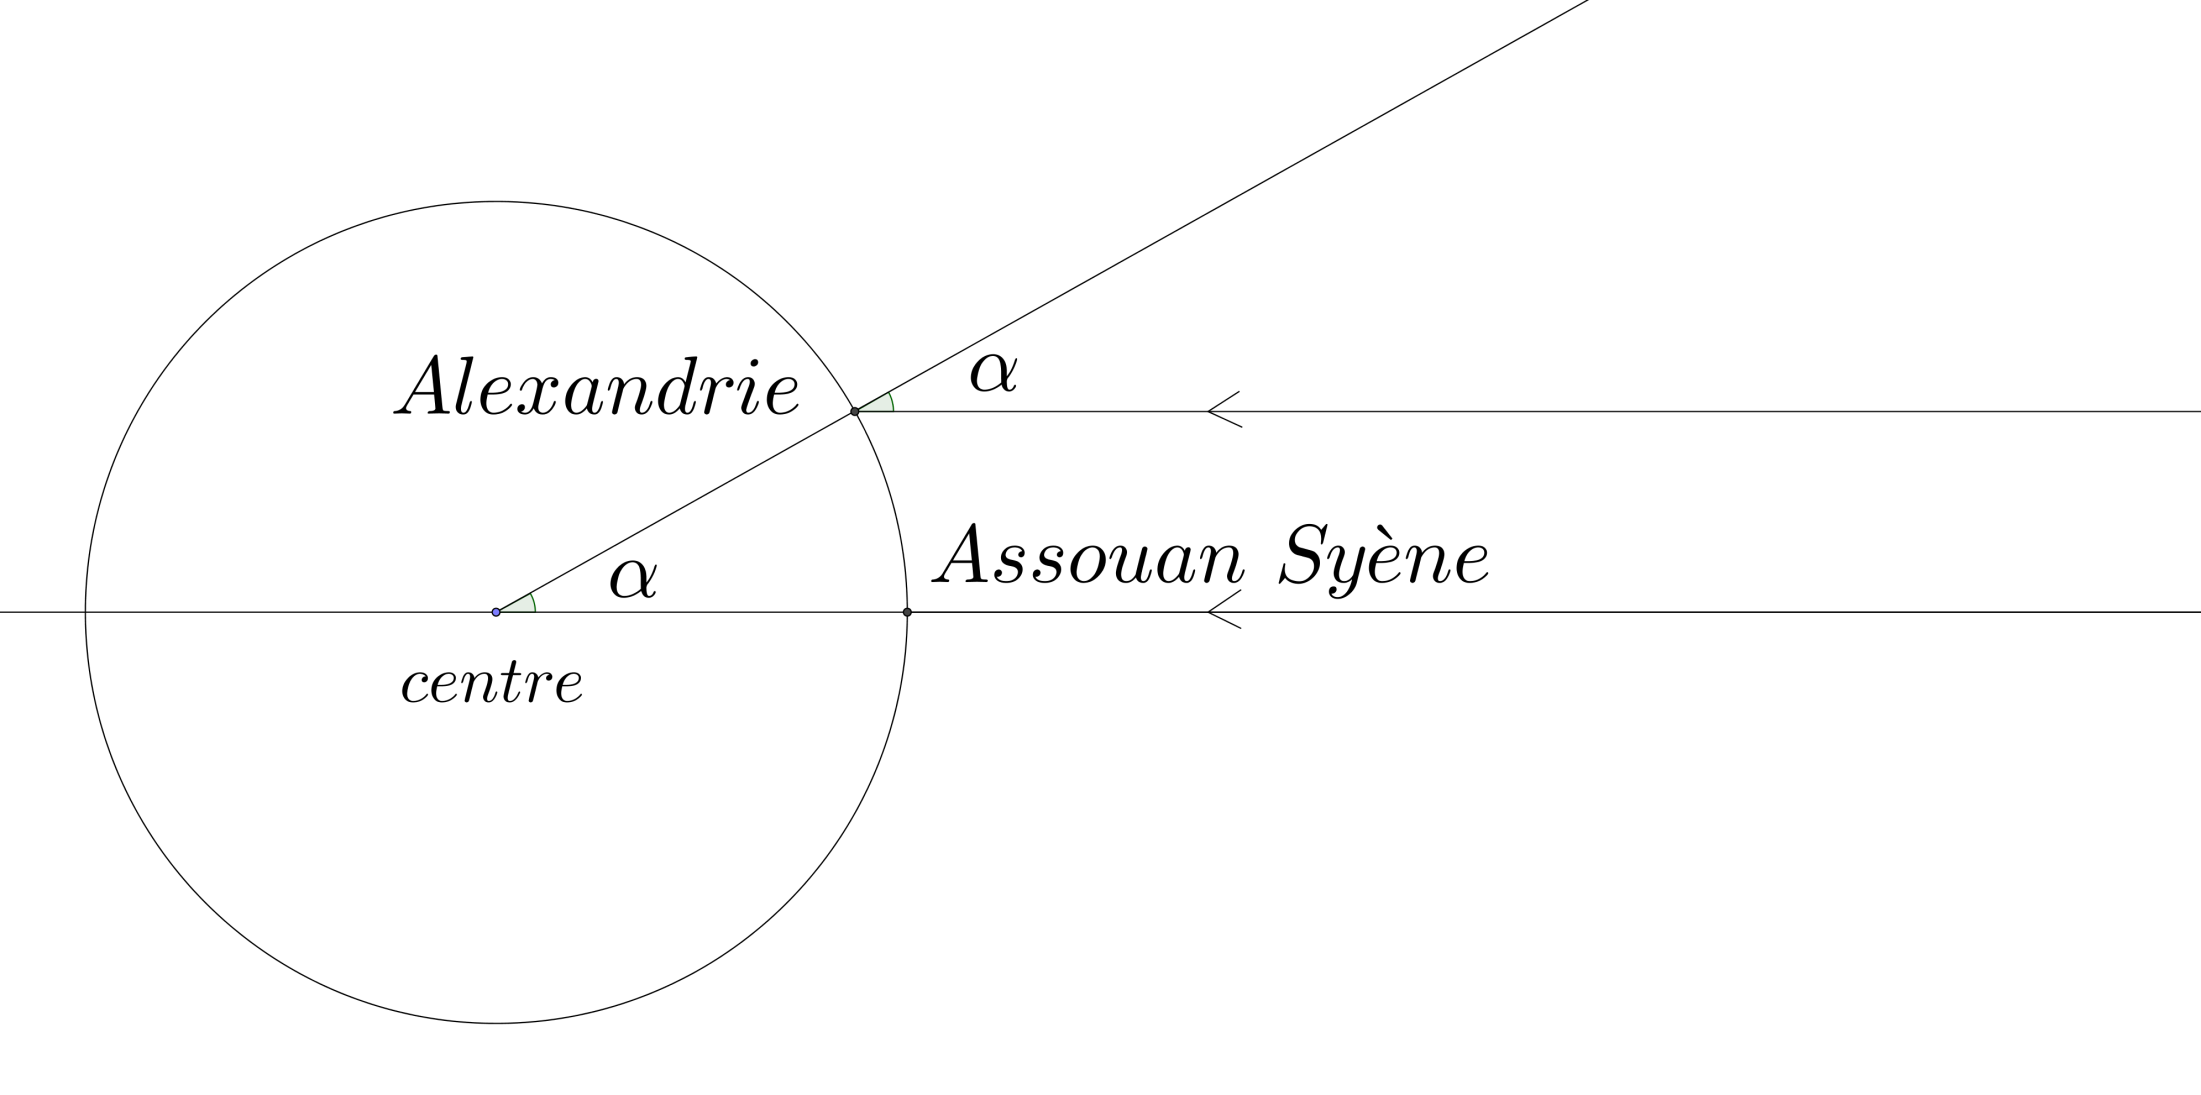 Alexandrie
α
Assouan Syène
α
centre